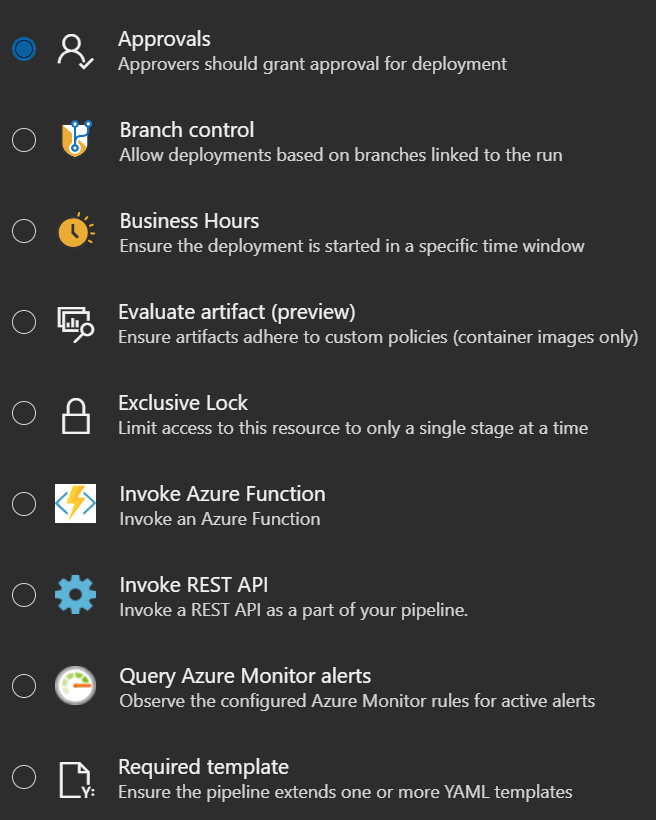 Approvals
Approvers should grant approval for deployment
Branch control
Allow deployments based on branches linked to the run
Business Hours
Ensure the deployment is started in a specific time window
Evaluate artifact (preview)
Ensure artifacts adhere to custom policies (container images only)
Exclusive Lock
Limit access to this resource to only a single stage at a time
Invoke Azure Function
Invoke an Azure Function
Invoke REST API
Invoke a REST API as a part of your pipeline.
Query Azure Monitor alerts
Observe the configured Azure Monitor rules for active alerts
Required template
Y:
Ensure the pipeline extends one or more YAML templates